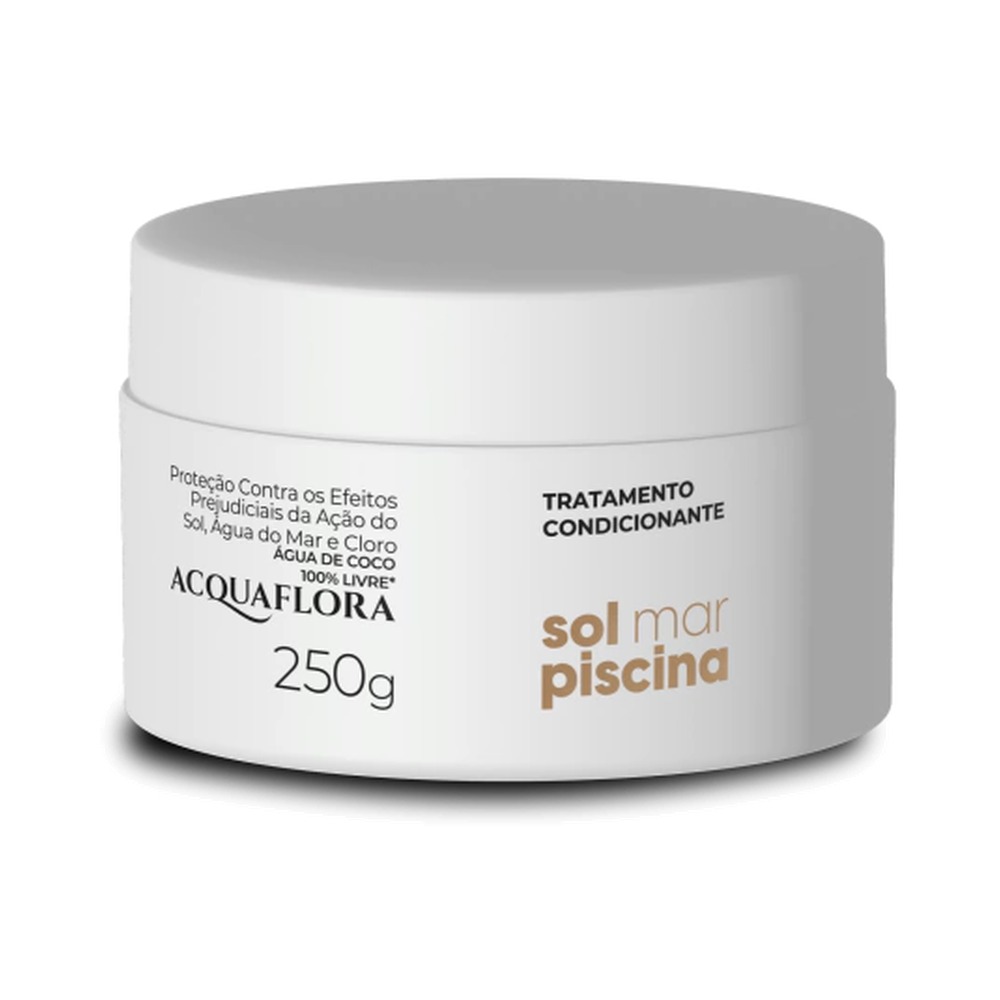 Proteção Contra os Efeitos
Prejudiciais da Ação do
Sol, Água do Mar e Cloro
ÁGUA DE COCO
100% LIVRE*
ACQUAFLORA
250g
TRATAMENTO
CONDICIONANTE
sol mar
piscina